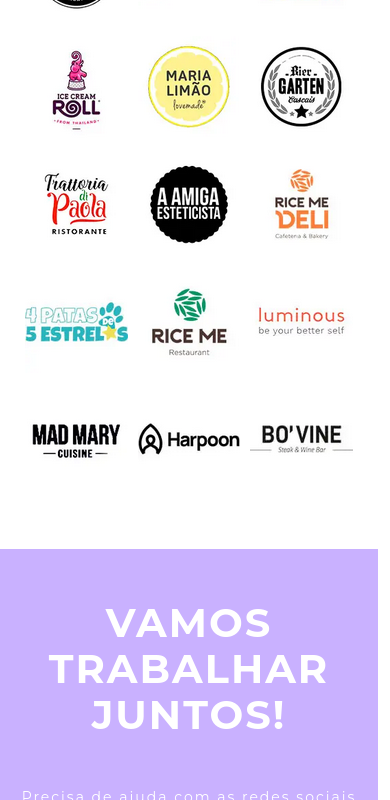 ICE CREAM
ROLL
"FROM THAILAND"
MARIA
LIMÃO
lovemade
Bier
GARTEN
Cascais
Trattoria
di
Paola
RISTORANTE
A AMIGA
ESTETICISTA
RICE ME
DELI
Cafeteria & Bakery
4 PATAS
DE
5 ESTRELAS
RICE ME
Restaurant
luminous
be your better self
MAD MARY
CUISINE
Harpoon
BO'VINE
Steak & Wine Bar
VAMOS
TRABALHAR
JUNTOS!
Precisa de ajuda com as redes sociais